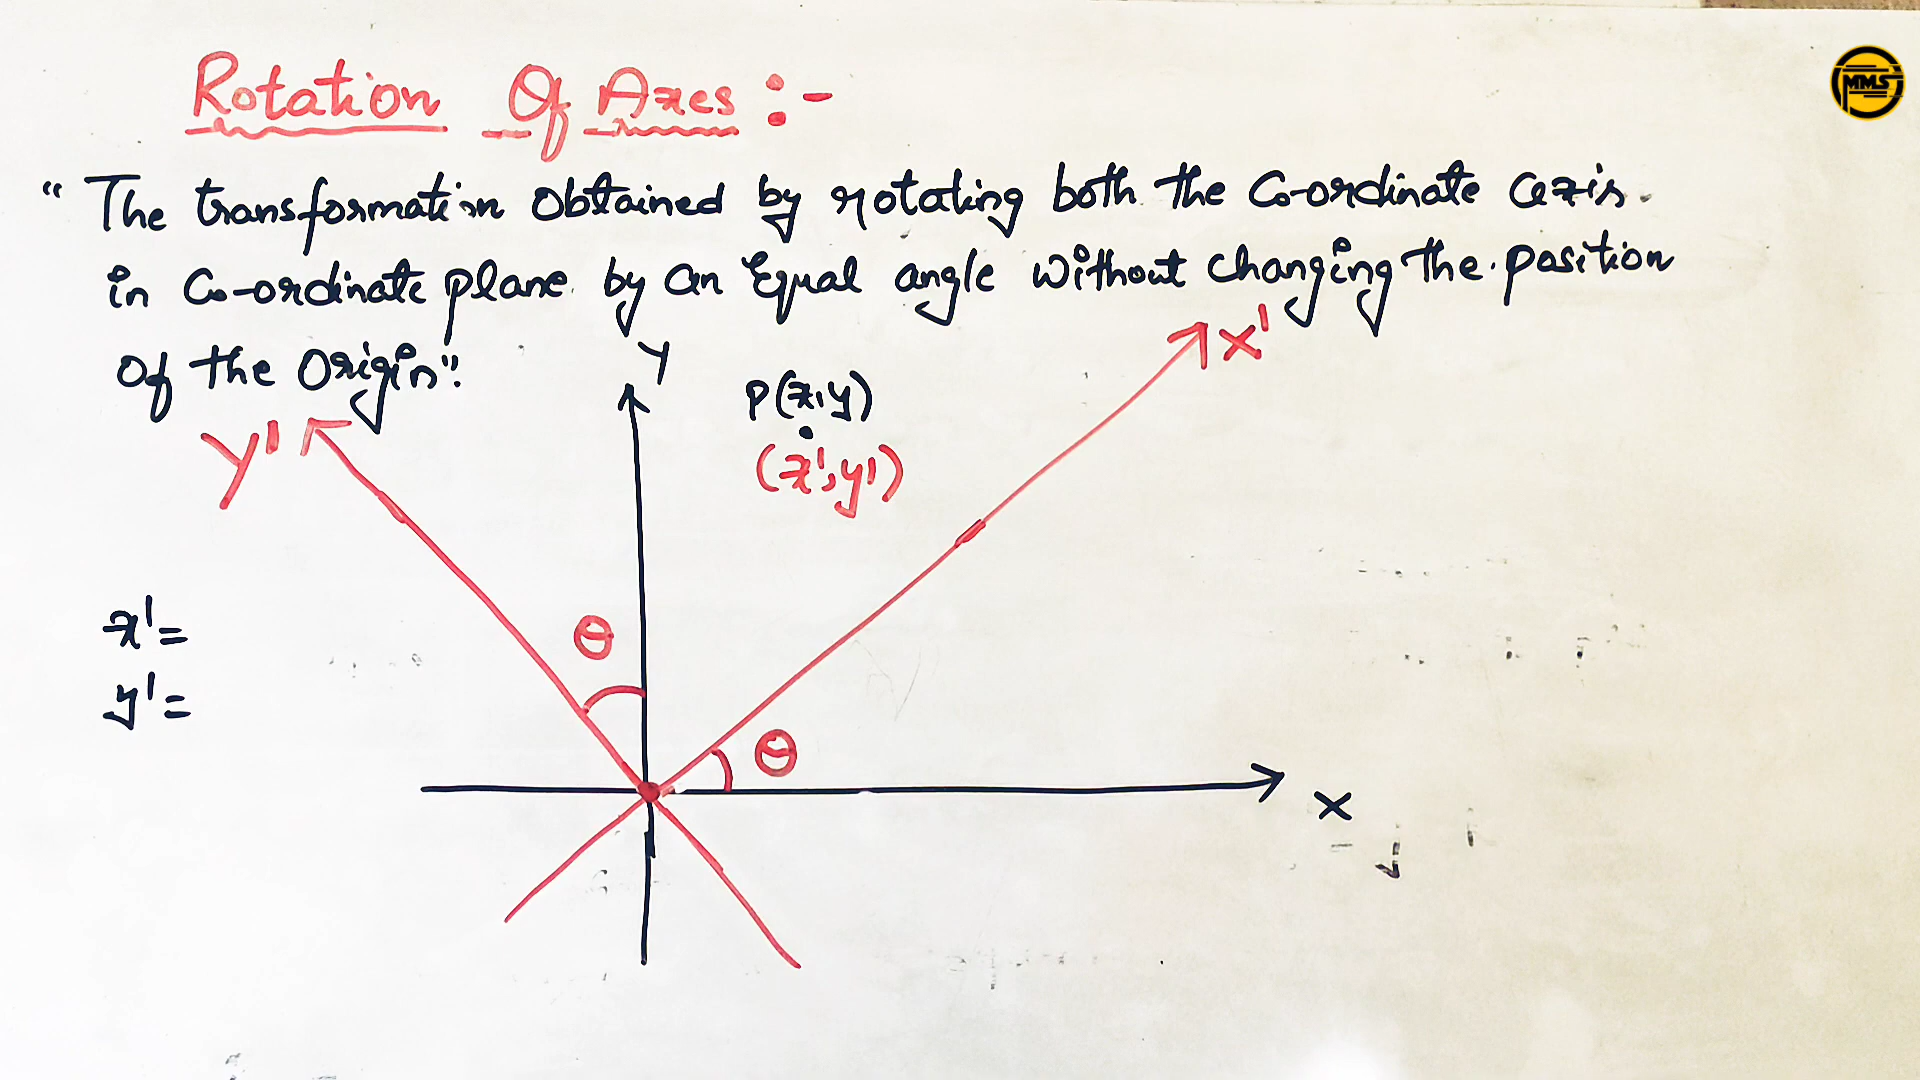 Rotation Of Axes :-
MMS
“ The transformation obtained by rotating both the Co-ordinate axis.
in Co-ordinate plane. by an Equal angle without changing the position
of the Origin”.
Y
X'
P(x,y)
Y'
(x',y')
θ
x'=
y'=
θ
X